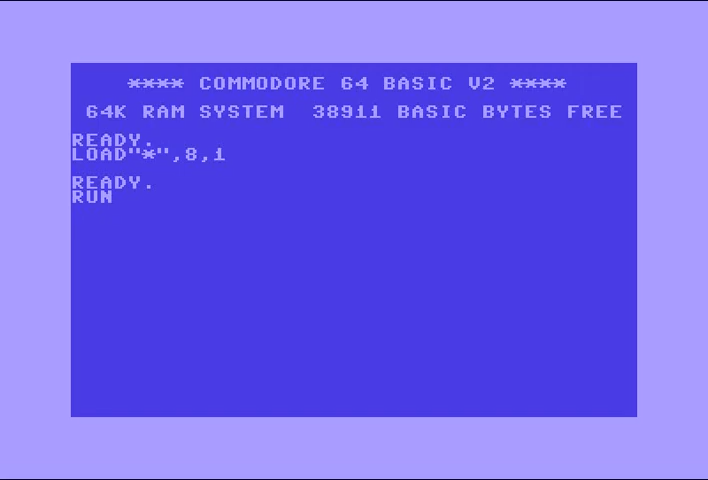 **** COMMODORE 64 BASIC V2 ****
64K RAM SYSTEM  38911 BASIC BYTES FREE
READY.
LOAD"*",8,1
READY.
RUN